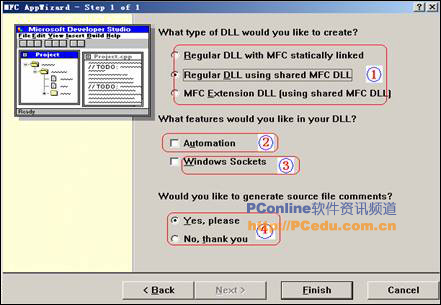 MFC AppWizard - Step 1 of 1
Microsoft Developer Studio
File Edit View Insert Build Help
Project
Project.cpp
// TODO:
// TODO:
Ready
What type of DLL would you like to create?
Regular DLL with MFC statically linked
Regular DLL using shared MFC DLL
MFC Extension DLL (using shared MFC DLL)
①
What features would you like in your DLL?
Automation
②
Windows Sockets
③
Would you like to generate source file comments?
Yes, please
No, thank you
④
PConline软件资讯频道
http://PCedu.com.cn
< Back
Next >
Finish
Cancel